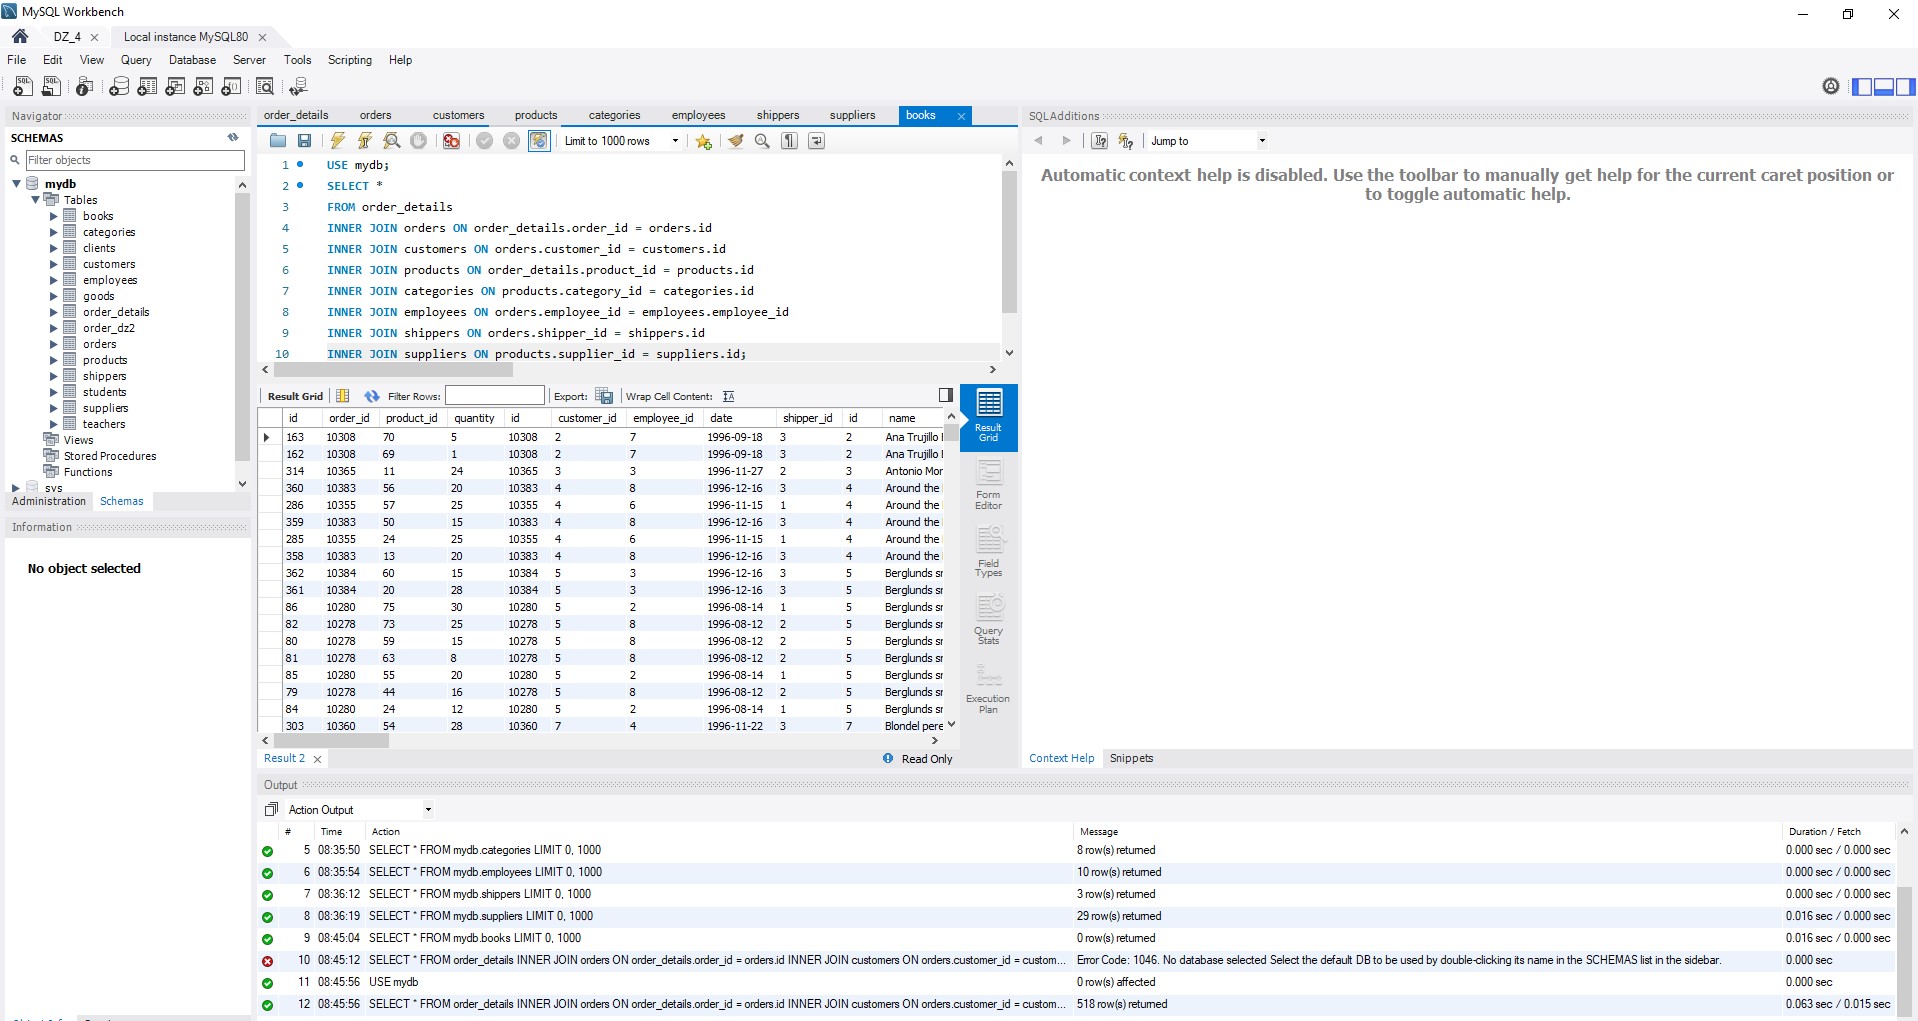 MySQL Workbench
DZ_4
Local instance MySQL80
File Edit View Query Database Server Tools Scripting Help
Navigator
SCHEMAS
Filter objects
mydb
Tables
books
categories
clients
customers
employees
goods
order_details
order_dz2
orders
products
shippers
students
suppliers
teachers
Views
Stored Procedures
Functions
sys
Administration Schemas
Information
No object selected
order_details orders customers products categories employees shippers suppliers books
Limit to 1000 rows
1 USE mydb;
2 SELECT *
3 FROM order_details
4 INNER JOIN orders ON order_details.order_id = orders.id
5 INNER JOIN customers ON orders.customer_id = customers.id
6 INNER JOIN products ON order_details.product_id = products.id
7 INNER JOIN categories ON products.category_id = categories.id
8 INNER JOIN employees ON orders.employee_id = employees.employee_id
9 INNER JOIN shippers ON orders.shipper_id = shippers.id
10 INNER JOIN suppliers ON products.supplier_id = suppliers.id;
Result Grid Filter Rows: Export: Wrap Cell Content:
id order_id product_id quantity id customer_id employee_id date shipper_id id name
163 10308 70 5 10308 2 7 1996-09-18 3 2 Ana Trujillo
162 10308 69 1 10308 2 7 1996-09-18 3 2 Ana Trujillo
314 10365 11 24 10365 3 3 1996-11-27 2 3 Antonio Mor
360 10383 56 20 10383 4 8 1996-12-16 3 4 Around the
286 10355 57 25 10355 4 6 1996-11-15 1 4 Around the
359 10383 50 15 10383 4 8 1996-12-16 3 4 Around the
285 10355 24 25 10355 4 6 1996-11-15 1 4 Around the
358 10383 13 20 10383 4 8 1996-12-16 3 4 Around the
362 10384 60 15 10384 5 3 1996-12-16 3 5 Berglunds sr
361 10384 20 28 10384 5 3 1996-12-16 3 5 Berglunds sr
86 10280 75 30 10280 5 2 1996-08-14 1 5 Berglunds sr
82 10278 73 25 10278 5 8 1996-08-12 2 5 Berglunds sr
80 10278 59 15 10278 5 8 1996-08-12 2 5 Berglunds sr
81 10278 63 8 10278 5 8 1996-08-12 2 5 Berglunds sr
85 10280 55 20 10280 5 2 1996-08-14 1 5 Berglunds sr
79 10278 44 16 10278 5 8 1996-08-12 2 5 Berglunds sr
84 10280 24 12 10280 5 2 1996-08-14 1 5 Berglunds sr
303 10360 54 28 10360 7 4 1996-11-22 3 7 Blondel pere
Result
Grid
Form
Editor
Field
Types
Query
Stats
Execution
Plan
Result 2
Read Only
SQLAdditions
Jump to
Automatic context help is disabled. Use the toolbar to manually get help for the current caret position or
to toggle automatic help.
Context Help Snippets
Output
Action Output
# Time Action Message Duration / Fetch
5 08:35:50 SELECT * FROM mydb.categories LIMIT 0, 1000 8 row(s) returned 0.000 sec / 0.000 sec
6 08:35:54 SELECT * FROM mydb.employees LIMIT 0, 1000 10 row(s) returned 0.000 sec / 0.000 sec
7 08:36:12 SELECT * FROM mydb.shippers LIMIT 0, 1000 3 row(s) returned 0.000 sec / 0.000 sec
8 08:36:19 SELECT * FROM mydb.suppliers LIMIT 0, 1000 29 row(s) returned 0.016 sec / 0.000 sec
9 08:45:04 SELECT * FROM mydb.books LIMIT 0, 1000 0 row(s) returned 0.016 sec / 0.000 sec
10 08:45:12 SELECT * FROM order_details INNER JOIN orders ON order_details.order_id = orders.id INNER JOIN customers ON orders.customer_id = custom... Error Code: 1046. No database selected Select the default DB to be used by double-clicking its name in the SCHEMAS list in the sidebar. 0.000 sec
11 08:45:56 USE mydb 0 row(s) affected 0.000 sec
12 08:45:56 SELECT * FROM order_details INNER JOIN orders ON order_details.order_id = orders.id INNER JOIN customers ON orders.customer_id = custom... 518 row(s) returned 0.063 sec / 0.015 sec